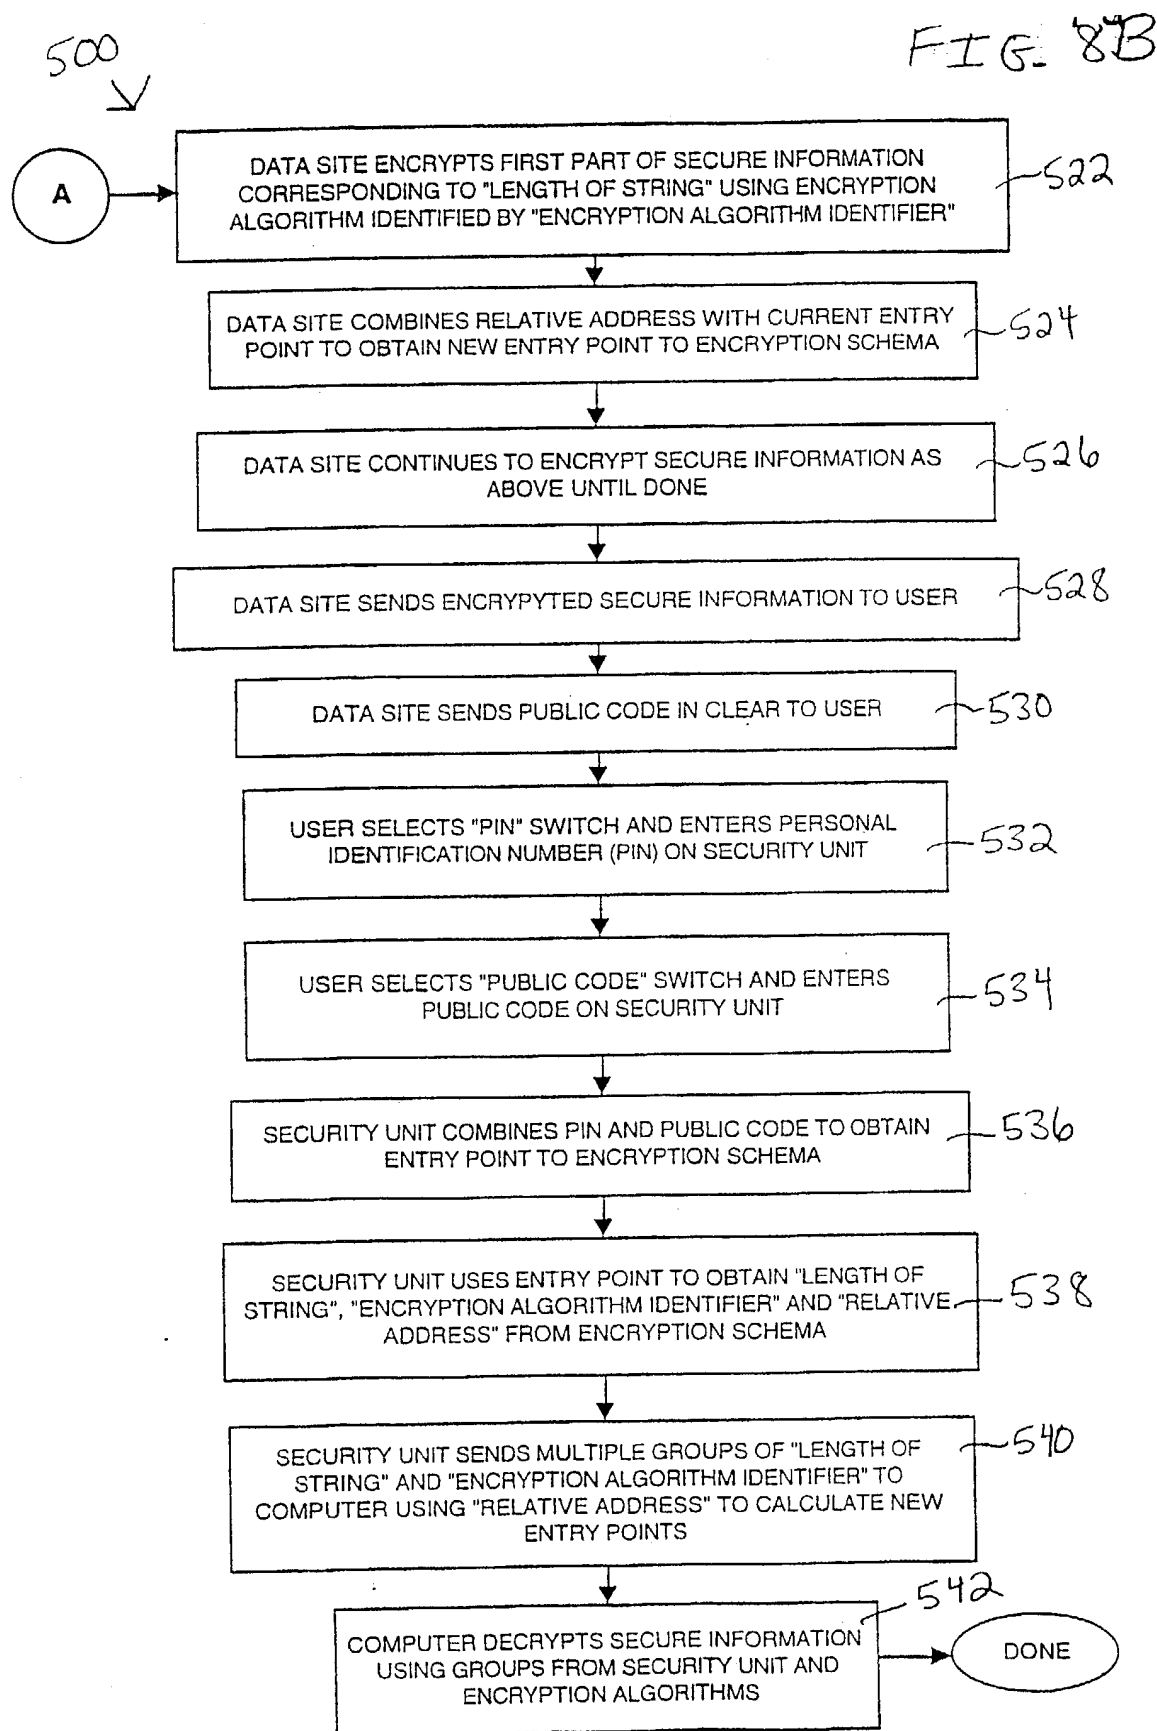 FIG. 8B
500
A
DATA SITE ENCRYPTS FIRST PART OF SECURE INFORMATION
CORRESPONDING TO "LENGTH OF STRING" USING ENCRYPTION
ALGORITHM IDENTIFIED BY "ENCRYPTION ALGORITHM IDENTIFIER"
522
DATA SITE COMBINES RELATIVE ADDRESS WITH CURRENT ENTRY
POINT TO OBTAIN NEW ENTRY POINT TO ENCRYPTION SCHEMA
524
DATA SITE CONTINUES TO ENCRYPT SECURE INFORMATION AS
ABOVE UNTIL DONE
526
DATA SITE SENDS ENCRYPYTED SECURE INFORMATION TO USER
528
DATA SITE SENDS PUBLIC CODE IN CLEAR TO USER
530
USER SELECTS "PIN" SWITCH AND ENTERS PERSONAL
IDENTIFICATION NUMBER (PIN) ON SECURITY UNIT
532
USER SELECTS "PUBLIC CODE" SWITCH AND ENTERS
PUBLIC CODE ON SECURITY UNIT
534
SECURITY UNIT COMBINES PIN AND PUBLIC CODE TO OBTAIN
ENTRY POINT TO ENCRYPTION SCHEMA
536
SECURITY UNIT USES ENTRY POINT TO OBTAIN "LENGTH OF
STRING", "ENCRYPTION ALGORITHM IDENTIFIER" AND "RELATIVE
ADDRESS" FROM ENCRYPTION SCHEMA
538
SECURITY UNIT SENDS MULTIPLE GROUPS OF "LENGTH OF
STRING" AND "ENCRYPTION ALGORITHM IDENTIFIER" TO
COMPUTER USING "RELATIVE ADDRESS" TO CALCULATE NEW
ENTRY POINTS
540
COMPUTER DECRYPTS SECURE INFORMATION
USING GROUPS FROM SECURITY UNIT AND
ENCRYPTION ALGORITHMS
542
DONE